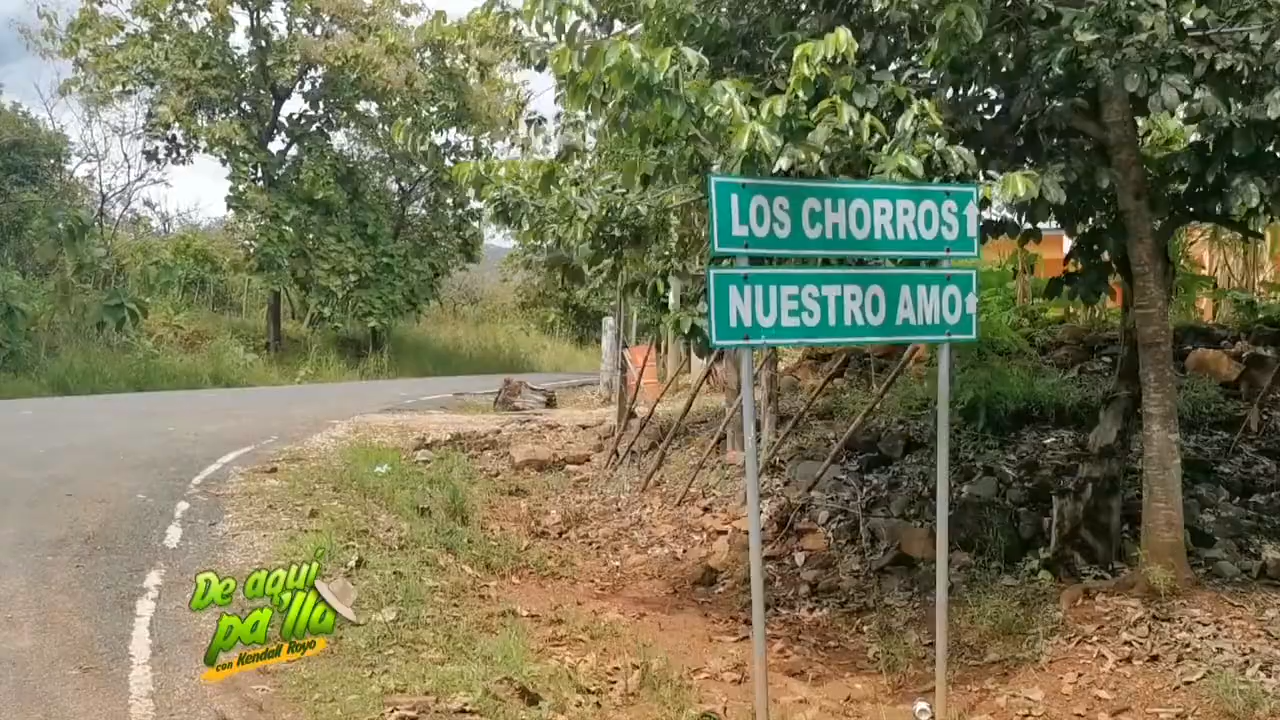 LOS CHORROS
NUESTRO AMO
De aquí
pa'lla
con Kendall Royo